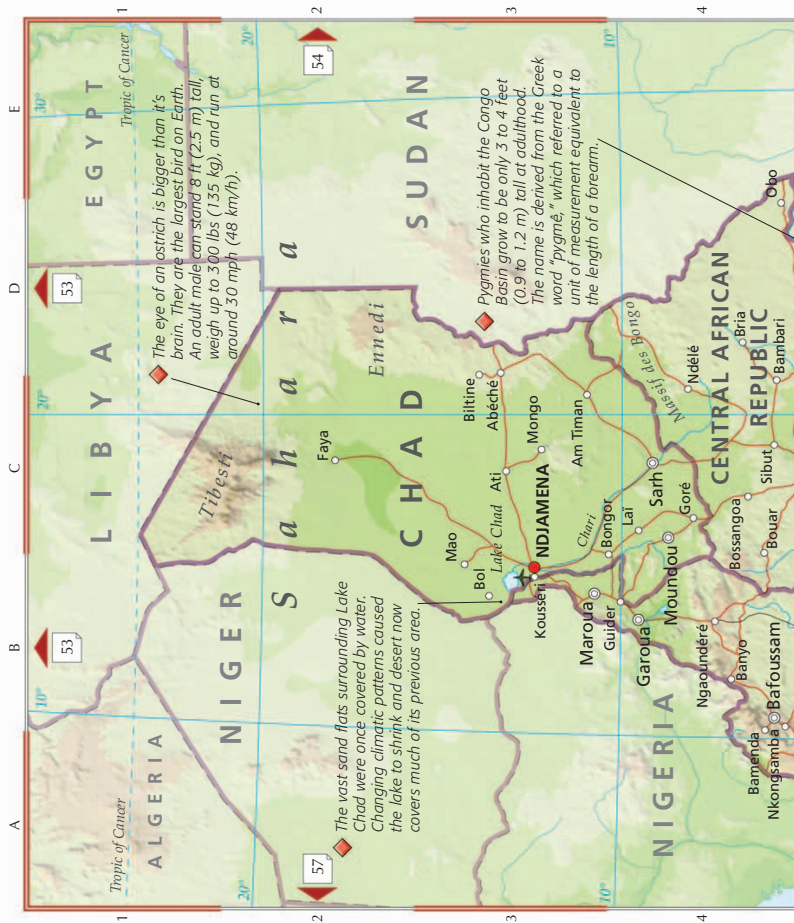 A
B
C
D
E
1
2
3
4
1
2
3
4
53
53
54
57
Tropic of Cancer
Tropic of Cancer
10°
20°
30°
20°
20°
10°
10°
ALGERIA
LIBYA
EGYPT
NIGER
CHAD
SUDAN
NIGERIA
CENTRAL AFRICAN
REPUBLIC
Sahara
Tibesti
Ennedi
Massif des Bongo
Lake Chad
Chari
The eye of an ostrich is bigger than it's
brain. They are the largest bird on Earth.
An adult male can stand 8 ft (2.5 m) tall,
weigh up to 300 lbs (135 kg), and run at
around 30 mph (48 km/h).
The vast sand flats surrounding Lake
Chad were once covered by water.
Changing climatic patterns caused
the lake to shrink and desert now
covers much of its previous area.
Pygmies who inhabit the Congo
Basin grow to be only 3 to 4 feet
(0.9 to 1.2 m) tall at adulthood.
The name is derived from the Greek
word "pygmê," which referred to a
unit of measurement equivalent to
the length of a forearm.
Faya
Mao
Bol
Biltine
Abéché
Ati
Mongo
NDJAMENA
Kousséri
Am Timan
Bongor
Maroua
Guider
Laï
Sarh
Garoua
Moundou
Goré
Ndélé
Ngaoundéré
Bossangoa
Bria
Banyo
Bouar
Sibut
Bambari
Obo
Bamenda
Bafoussam
Nkongsamba